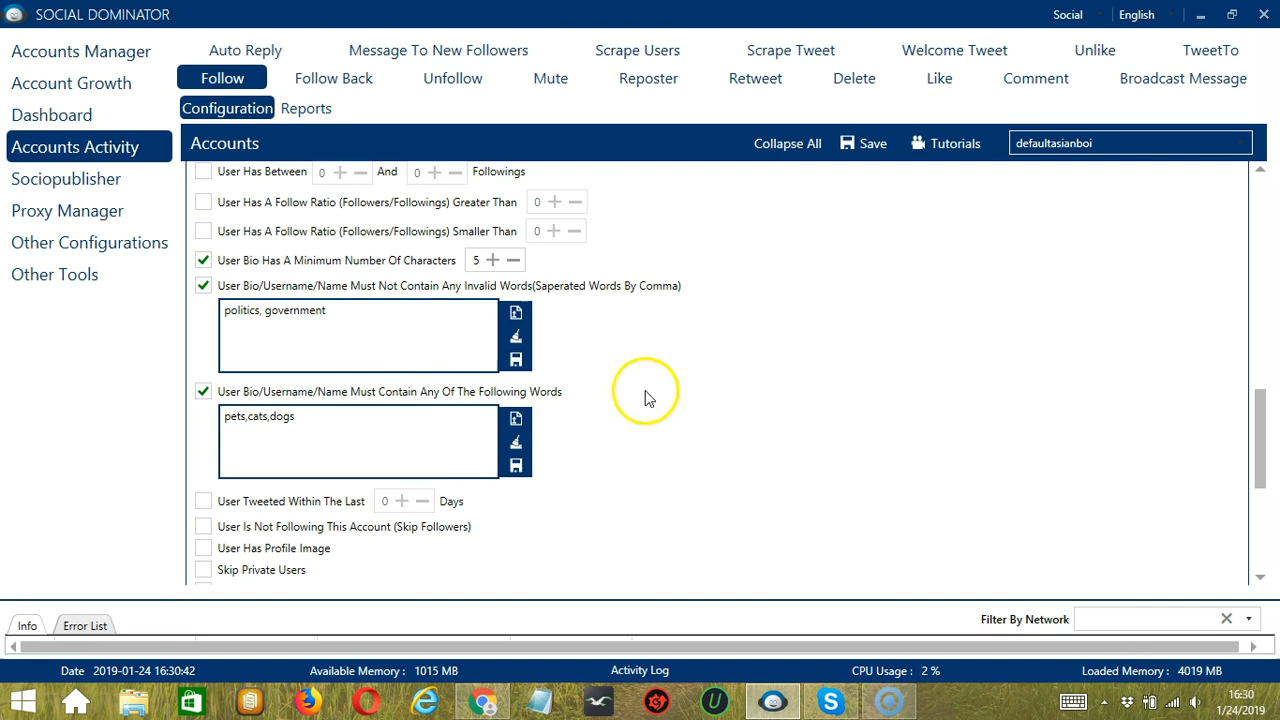 SOCIAL DOMINATOR
Social
English
Accounts Manager
Account Growth
Dashboard
Accounts Activity
Sociopublisher
Proxy Manager
Other Configurations
Other Tools
Auto Reply
Message To New Followers
Scrape Users
Scrape Tweet
Welcome Tweet
Unlike
TweetTo
Follow
Follow Back
Unfollow
Mute
Reposter
Retweet
Delete
Like
Comment
Broadcast Message
Configuration
Reports
Accounts
Collapse All
Save
Tutorials
defaultasianboi
User Has Between 0 And 0 Followings
User Has A Follow Ratio (Followers/Followings) Greater Than 0
User Has A Follow Ratio (Followers/Followings) Smaller Than 0
User Bio Has A Minimum Number Of Characters 5
User Bio/Username/Name Must Not Contain Any Invalid Words(Saperated Words By Comma)
politics, government
User Bio/Username/Name Must Contain Any Of The Following Words
pets,cats,dogs
User Tweeted Within The Last 0 Days
User Is Not Following This Account (Skip Followers)
User Has Profile Image
Skip Private Users
Info
Error List
Filter By Network
Date 2019-01-24 16:30:42
Available Memory : 1015 MB
Activity Log
CPU Usage : 2 %
Loaded Memory : 4019 MB
16:30
1/24/2019